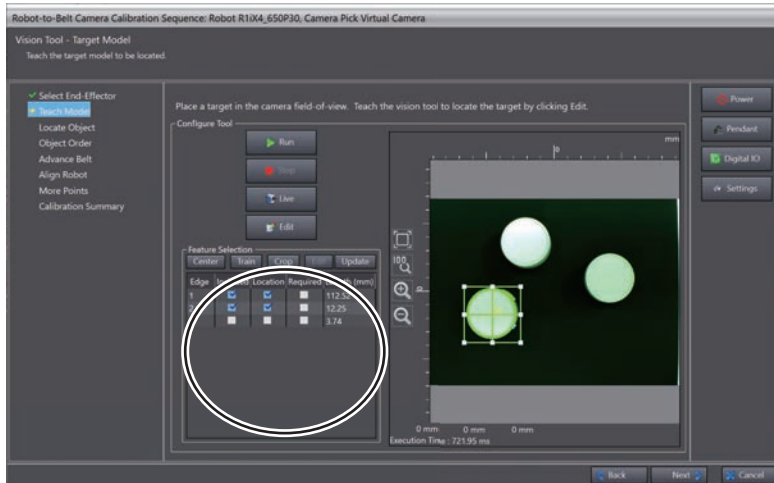 Robot-to-Belt Camera Calibration Sequence: Robot R1iX4_650P30, Camera Pick Virtual Camera
Vision Tool - Target Model
Teach the target model to be located.
Select End-Effector
Teach Model
Locate Object
Object Order
Advance Belt
Align Robot
More Points
Calibration Summary
Place a target in the camera field-of-view. Teach the vision tool to locate the target by clicking Edit.
Configure Tool
Run
Stop
Live
Edit
Feature Selection
Center Train Crop Edit Update
Edge Location Required (mm)
1 112.52
2 12.25
3.74
mm
0
100
0
0 mm 0 mm 0 mm
Execution Time : 721.95 ms
Power
Pendant
Digital IO
Settings
Back Next Cancel